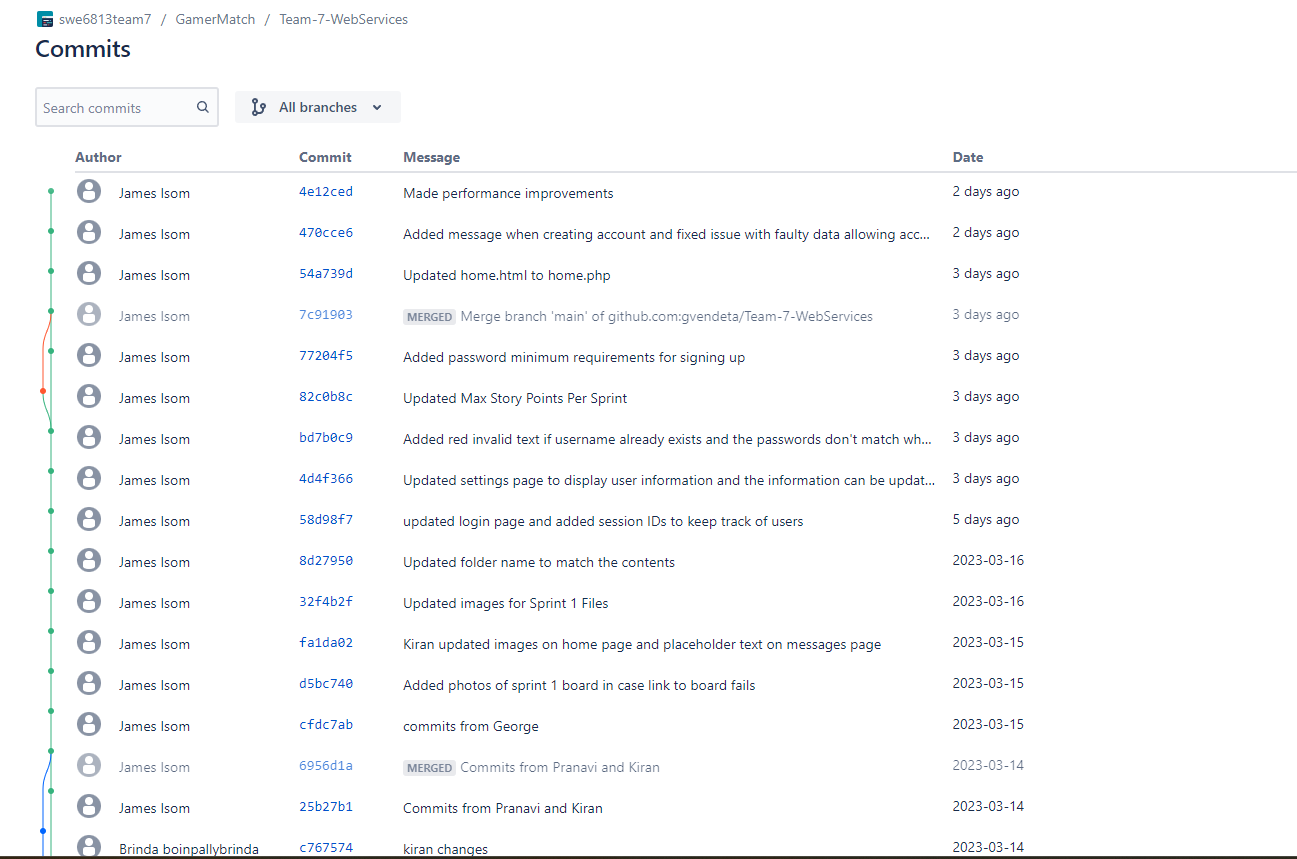 swe6813team7 / GamerMatch / Team-7-WebServices
Commits
Search commits All branches
Author Commit Message Date
James Isom 4e12ced Made performance improvements 2 days ago
James Isom 470cce6 Added message when creating account and fixed issue with faulty data allowing acc... 2 days ago
James Isom 54a739d Updated home.html to home.php 3 days ago
James Isom 7c91903 MERGED Merge branch 'main' of github.com:gvendeta/Team-7-WebServices 3 days ago
James Isom 77204f5 Added password minimum requirements for signing up 3 days ago
James Isom 82c0b8c Updated Max Story Points Per Sprint 3 days ago
James Isom bd7b0c9 Added red invalid text if username already exists and the passwords don't match wh... 3 days ago
James Isom 4d4f366 Updated settings page to display user information and the information can be updat... 3 days ago
James Isom 58d98f7 updated login page and added session IDs to keep track of users 5 days ago
James Isom 8d27950 Updated folder name to match the contents 2023-03-16
James Isom 32f4b2f Updated images for Sprint 1 Files 2023-03-16
James Isom fa1da02 Kiran updated images on home page and placeholder text on messages page 2023-03-15
James Isom d5bc740 Added photos of sprint 1 board in case link to board fails 2023-03-15
James Isom cfdc7ab commits from George 2023-03-15
James Isom 6956d1a MERGED Commits from Pranavi and Kiran 2023-03-14
James Isom 25b27b1 Commits from Pranavi and Kiran 2023-03-14
Brinda boinpallybrinda c767574 kiran changes 2023-03-14